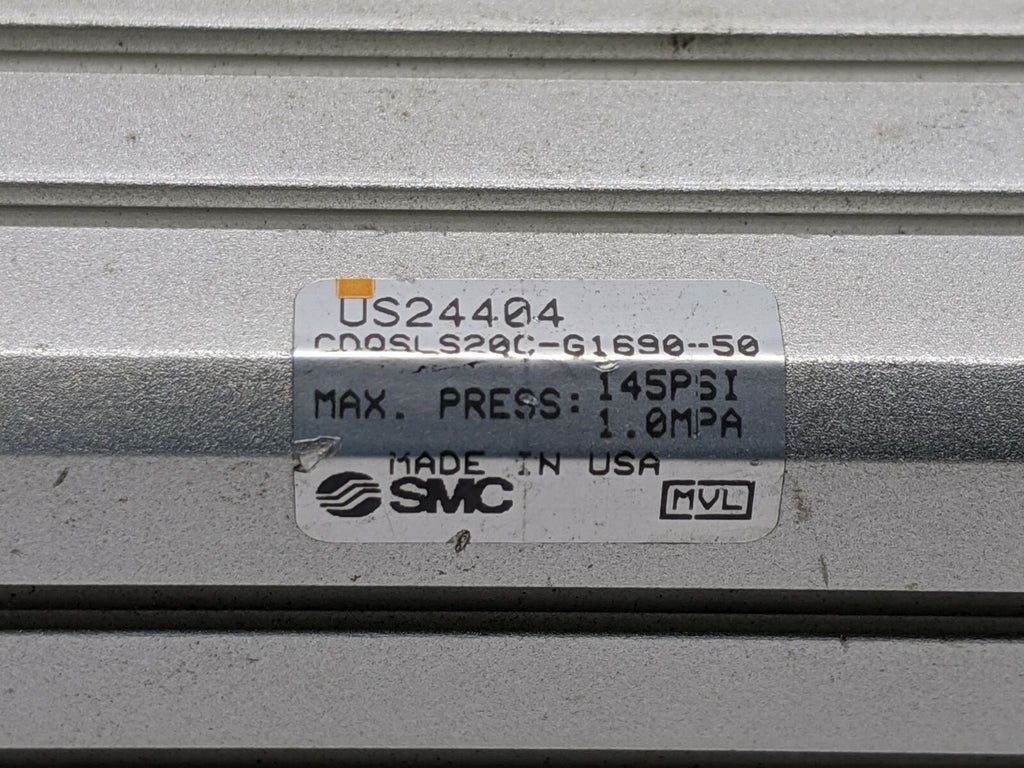 US24404
CDQSLS20C-G1690-50
MAX. PRESS: 145PSI
1.0MPA
MADE IN USA
SMC
MVL